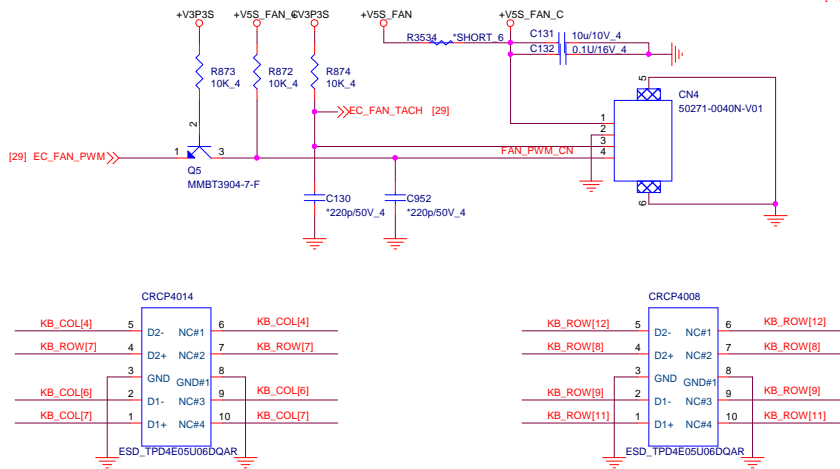 +V3P3S
+V5S_FAN_C
+V3P3S
+V5S_FAN
+V5S_FAN_C
R3534
*SHORT_6
C131
10u/10V_4
C132
0.1U/16V_4
R873
10K_4
R872
10K_4
R874
10K_4
5
CN4
50271-0040N-V01
EC_FAN_TACH [29]
2
1
2
3
4
[29] EC_FAN_PWM
1
3
FAN_PWM_CN
Q5
MMBT3904-7-F
C130
*220p/50V_4
C952
*220p/50V_4
6
CRCP4014
KB_COL[4] 5 D2- NC#1 6 KB_COL[4]
KB_ROW[7] 4 D2+ NC#2 7 KB_ROW[7]
3 GND GND#1 8
KB_COL[6] 2 D1- NC#3 9 KB_COL[6]
KB_COL[7] 1 D1+ NC#4 10 KB_COL[7]
ESD_TPD4E05U06DQAR
CRCP4008
KB_ROW[12] 5 D2- NC#1 6 KB_ROW[12]
KB_ROW[8] 4 D2+ NC#2 7 KB_ROW[8]
3 GND GND#1 8
KB_ROW[9] 2 D1- NC#3 9 KB_ROW[9]
KB_ROW[11] 1 D1+ NC#4 10 KB_ROW[11]
ESD_TPD4E05U06DQAR